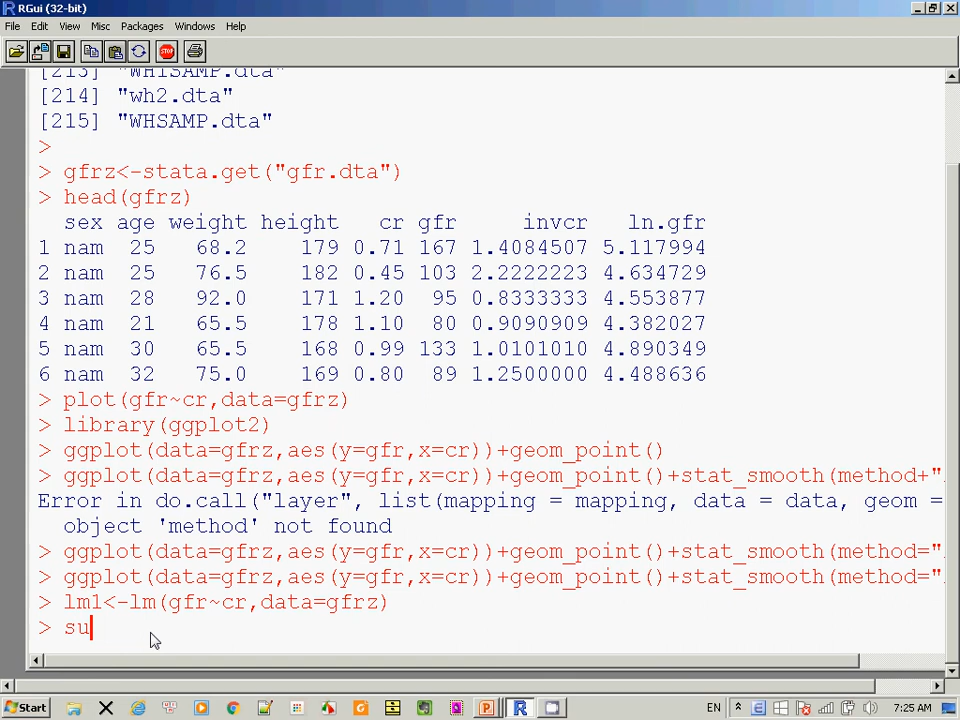 RGui (32-bit)
File Edit View Misc Packages Windows Help
STOP
[213] "WH1SAMP.dta"
[214] "wh2.dta"
[215] "WHSAMP.dta"
>
> gfrz<-stata.get("gfr.dta")
> head(gfrz)
sex age weight height cr gfr invcr ln.gfr
1 nam 25 68.2 179 0.71 167 1.4084507 5.117994
2 nam 25 76.5 182 0.45 103 2.2222223 4.634729
3 nam 28 92.0 171 1.20 95 0.8333333 4.553877
4 nam 21 65.5 178 1.10 80 0.9090909 4.382027
5 nam 30 65.5 168 0.99 133 1.0101010 4.890349
6 nam 32 75.0 169 0.80 89 1.2500000 4.488636
> plot(gfr~cr,data=gfrz)
> library(ggplot2)
> ggplot(data=gfrz,aes(y=gfr,x=cr))+geom_point()
> ggplot(data=gfrz,aes(y=gfr,x=cr))+geom_point()+stat_smooth(method+"
Error in do.call("layer", list(mapping = mapping, data = data, geom =
object 'method' not found
> ggplot(data=gfrz,aes(y=gfr,x=cr))+geom_point()+stat_smooth(method="
> ggplot(data=gfrz,aes(y=gfr,x=cr))+geom_point()+stat_smooth(method="
> lm1<-lm(gfr~cr,data=gfrz)
> su
Start EN 7:25 AM